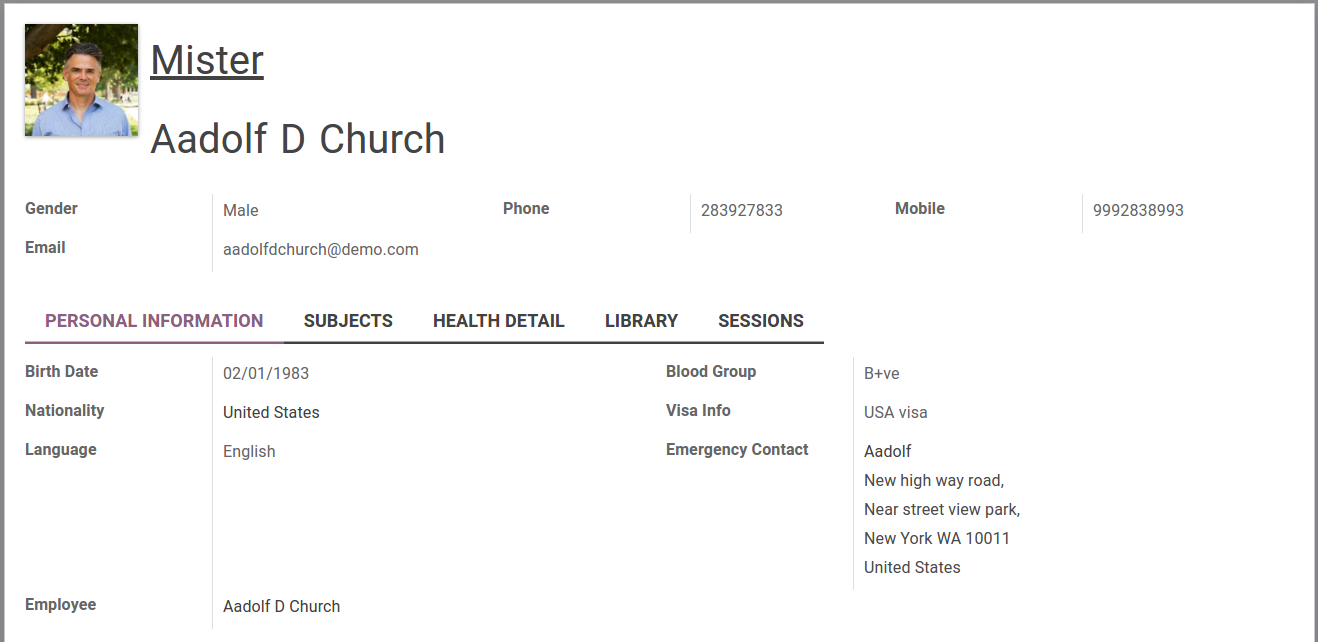 Mister
Aadolf D Church
Gender Male Phone 283927833 Mobile 9992838993
Email aadolfdchurch@demo.com
PERSONAL INFORMATION SUBJECTS HEALTH DETAIL LIBRARY SESSIONS
Birth Date 02/01/1983 Blood Group B+ve
Nationality United States Visa Info USA visa
Language English Emergency Contact Aadolf
New high way road,
Near street view park,
New York WA 10011
United States
Employee Aadolf D Church